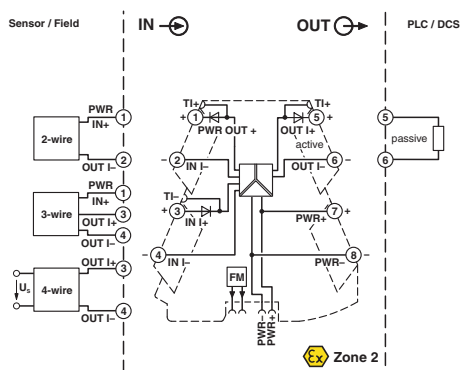 Sensor / Field
IN
OUT
PLC / DCS
TI+
TI+
PWR
1
IN+
2-wire
2
OUT I–
+
1
PWR OUT +
5
+
OUT I+
active
–
2
IN I–
OUT I–
6
–
5
passive
6
PWR
1
IN+
3-wire
OUT I+
3
4
OUT I–
TI–
+
3
IN I+
7
+
PWR+
OUT I+
3
4-wire
Us
OUT I–
4
–
4
IN I–
8
–
PWR–
FM
PWR–
PWR+
Ex
Zone 2